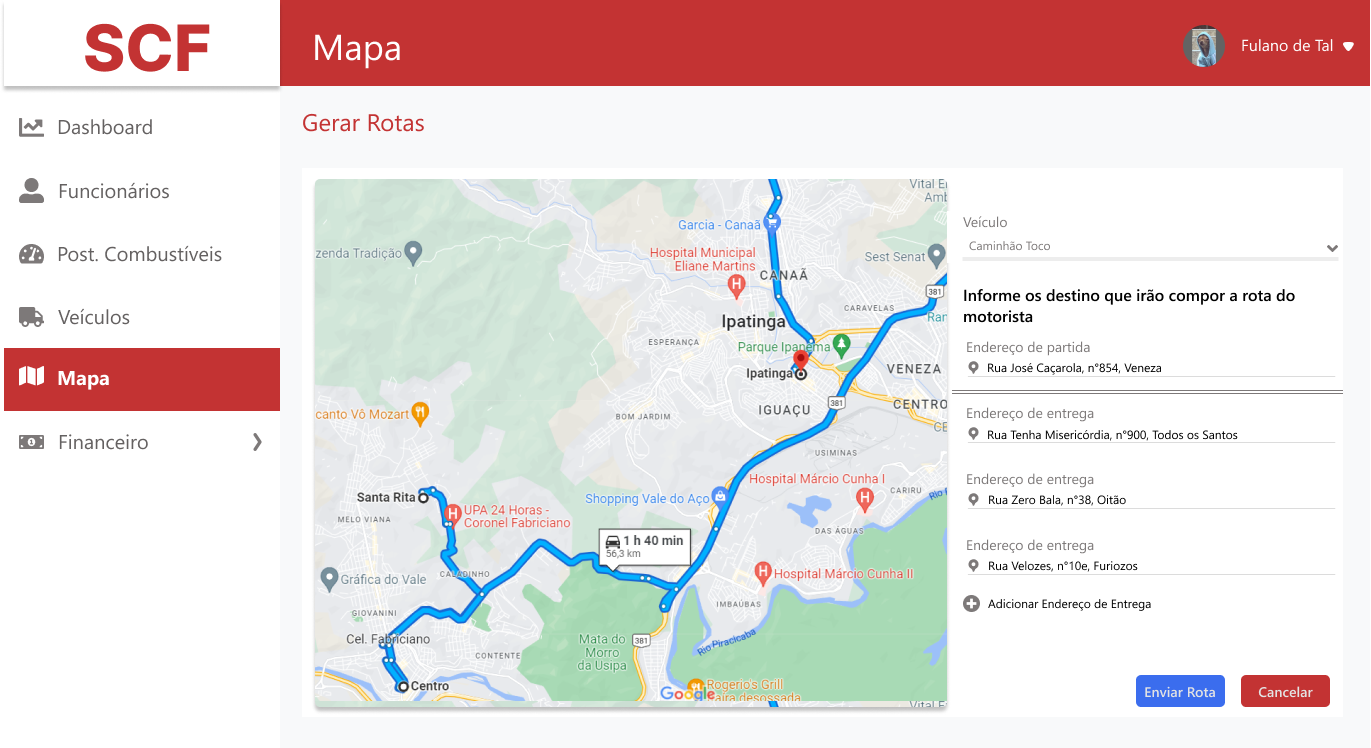 SCF
Mapa
Fulano de Tal
Dashboard
Funcionários
Post. Combustíveis
Veículos
Mapa
Financeiro
Gerar Rotas
Vital E
Amb
Garcia - Canaã
zenda Tradição
Hospital Municipal
Eliane Martins
Sest Senat
CANAÃ
381
CARAVELAS
Ran
Ipatinga
ESPERANÇA
Parque Ipanema
Ipatinga
VENEZA
IGUAÇU
381
CENTRO
canto Vô Mozart
BOM JARDIM
CE
USIMINAS
Hospital Márcio Cunha I
Santa Rita
Shopping Vale do Aço
CARIRU
Rio
MELO VIANA
UPA 24 Horas -
Coronel Fabriciano
DAS ÁGUAS
1 h 40 min
56,3 km
Gráfica do Vale
CALADINHO
Hospital Márcio Cunha II
IMBAÚBAS
GIOVANINI
Cel. Fabriciano
381
Mata do
Morro
da Usipa
Rio Piracicaba
CONTENTE
Centro
Rogerio's Grill
Google
aira desossada
Vital E
Veículo
Caminhão Toco
Informe os destino que irão compor a rota do
motorista
Endereço de partida
Rua José Caçarola, n°854, Veneza
Endereço de entrega
Rua Tenha Misericórdia, n°900, Todos os Santos
Endereço de entrega
Rua Zero Bala, n°38, Oitão
Endereço de entrega
Rua Velozes, n°10e, Furiozos
Adicionar Endereço de Entrega
Enviar Rota
Cancelar